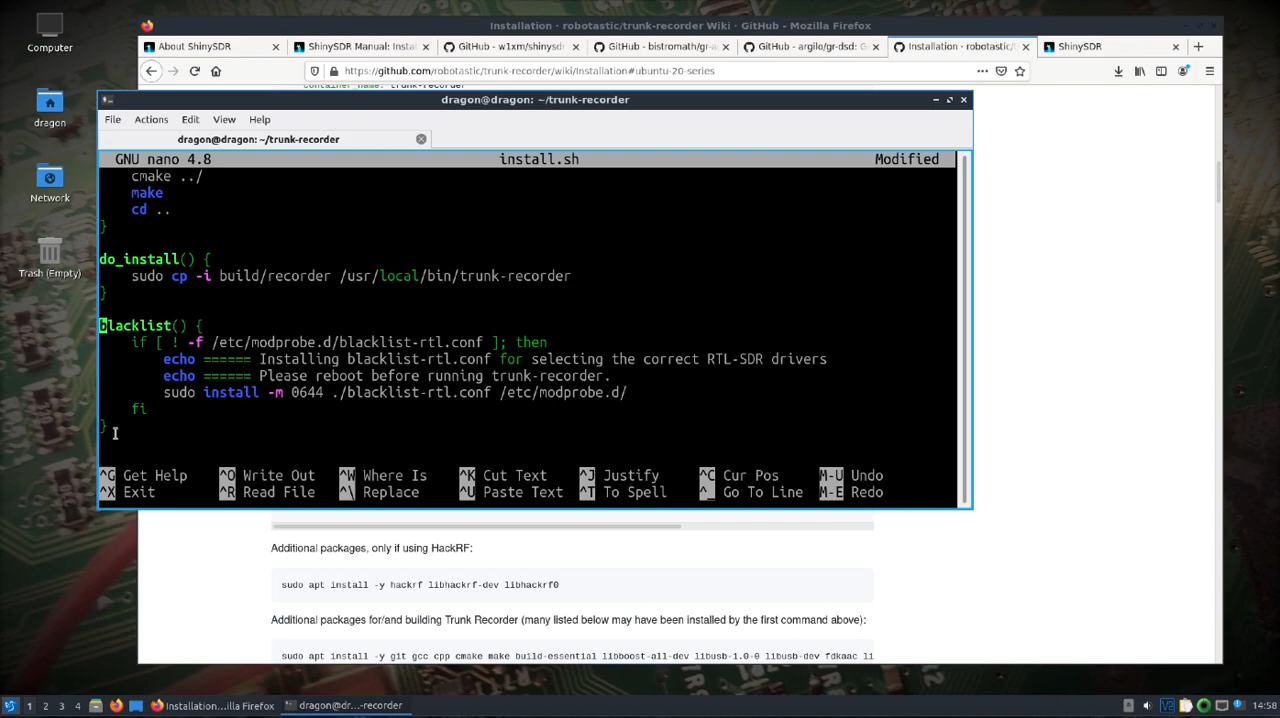 Computer
dragon
Network
Trash (Empty)
Installation · robotastic/trunk-recorder Wiki · GitHub - Mozilla Firefox
About ShinySDR
ShinySDR Manual: Insta
GitHub - w1xm/shinysdr
GitHub - bistromath/gr-a
GitHub - argilo/gr-dsd: G
Installation · robotastic/t
ShinySDR
https://github.com/robotastic/trunk-recorder/wiki/Installation#ubuntu-20-series
container_name: trunk-recorder
dragon@dragon: ~/trunk-recorder
File Actions Edit View Help
dragon@dragon: ~/trunk-recorder
GNU nano 4.8 install.sh Modified
cmake ../
make
cd ..
}
do_install() {
sudo cp -i build/recorder /usr/local/bin/trunk-recorder
}
blacklist() {
if [ ! -f /etc/modprobe.d/blacklist-rtl.conf ]; then
echo ====== Installing blacklist-rtl.conf for selecting the correct RTL-SDR drivers
echo ====== Please reboot before running trunk-recorder.
sudo install -m 0644 ./blacklist-rtl.conf /etc/modprobe.d/
fi
}
^G Get Help ^O Write Out ^W Where Is ^K Cut Text ^J Justify ^C Cur Pos M-U Undo
^X Exit ^R Read File ^\ Replace ^U Paste Text ^T To Spell ^_ Go To Line M-E Redo
Additional packages, only if using HackRF:
sudo apt install -y hackrf libhackrf-dev libhackrf0
Additional packages for/and building Trunk Recorder (many listed below may have been installed by the first command above):
sudo apt install -y git gcc cpp cmake make build-essential libboost-all-dev libusb-1.0-0 libusb-dev fdkaac li
1 2 3 4 Installation…illa Firefox dragon@dr…-recorder 14:58